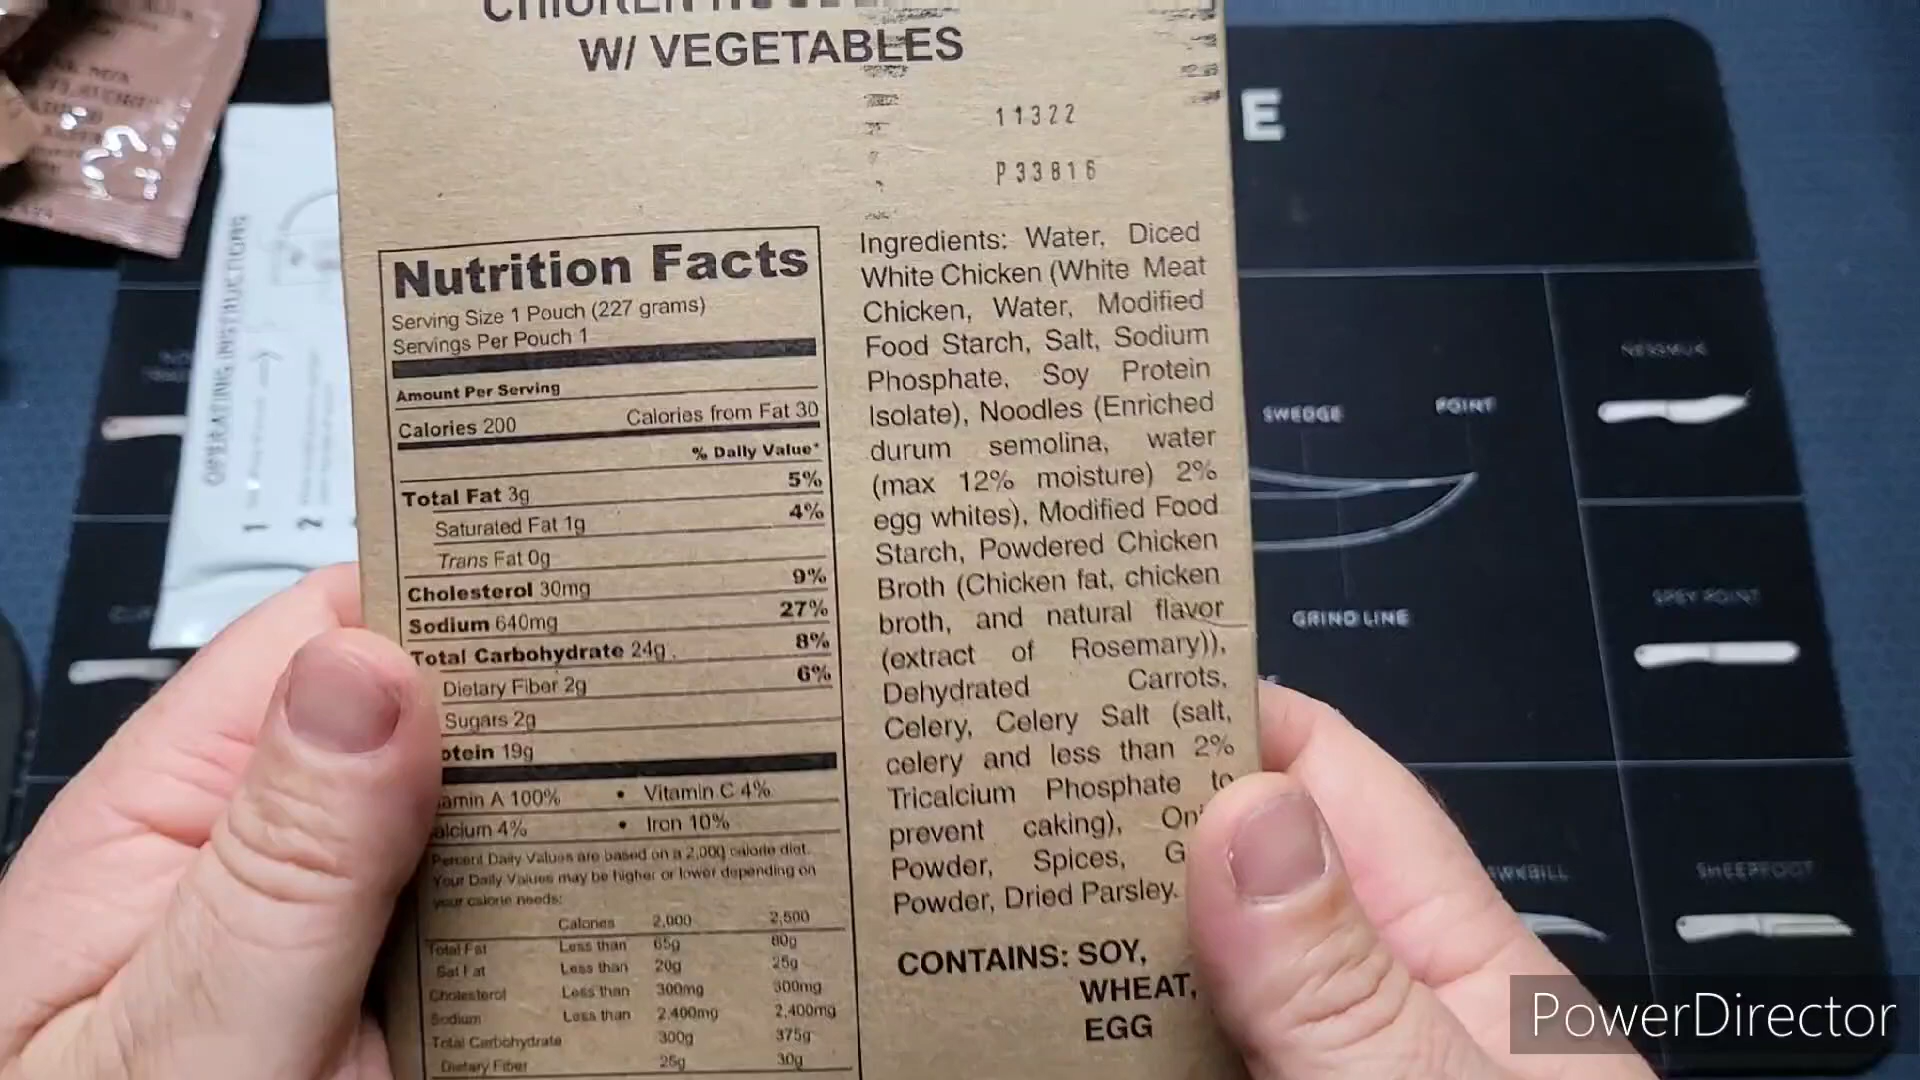 CHICKEN
W/ VEGETABLES
11322
P33816
Nutrition Facts
Serving Size 1 Pouch (227 grams)
Servings Per Pouch 1
Amount Per Serving
Calories 200 Calories from Fat 30
% Daily Value*
Total Fat 3g 5%
Saturated Fat 1g 4%
Trans Fat 0g
Cholesterol 30mg 9%
Sodium 640mg 27%
Total Carbohydrate 24g 8%
Dietary Fiber 2g 6%
Sugars 2g
otein 19g
amin A 100% • Vitamin C 4%
alcium 4% • Iron 10%
Percent Daily Values are based on a 2,000 calorie diet.
Your Daily Values may be higher or lower depending on
your calorie needs:
Calories 2,000 2,500
Total Fat Less than 65g 80g
Sat Fat Less than 20g 25g
Cholesterol Less than 300mg 300mg
Sodium Less than 2,400mg 2,400mg
Total Carbohydrate 300g 375g
Dietary Fiber 25g 30g
Ingredients: Water, Diced
White Chicken (White Meat
Chicken, Water, Modified
Food Starch, Salt, Sodium
Phosphate, Soy Protein
Isolate), Noodles (Enriched
durum semolina, water
(max 12% moisture) 2%
egg whites), Modified Food
Starch, Powdered Chicken
Broth (Chicken fat, chicken
broth, and natural flavor
(extract of Rosemary)),
Dehydrated Carrots,
Celery, Celery Salt (salt,
celery and less than 2%
Tricalcium Phosphate to
prevent caking), Oni
Powder, Spices, G
Powder, Dried Parsley.
CONTAINS: SOY,
WHEAT,
EGG
OPERATING INSTRUCTIONS
1
2
E
SWEDGE
POINT
GRIND LINE
NESSMUK
SPEY POINT
SHEEPFOOT
PowerDirector